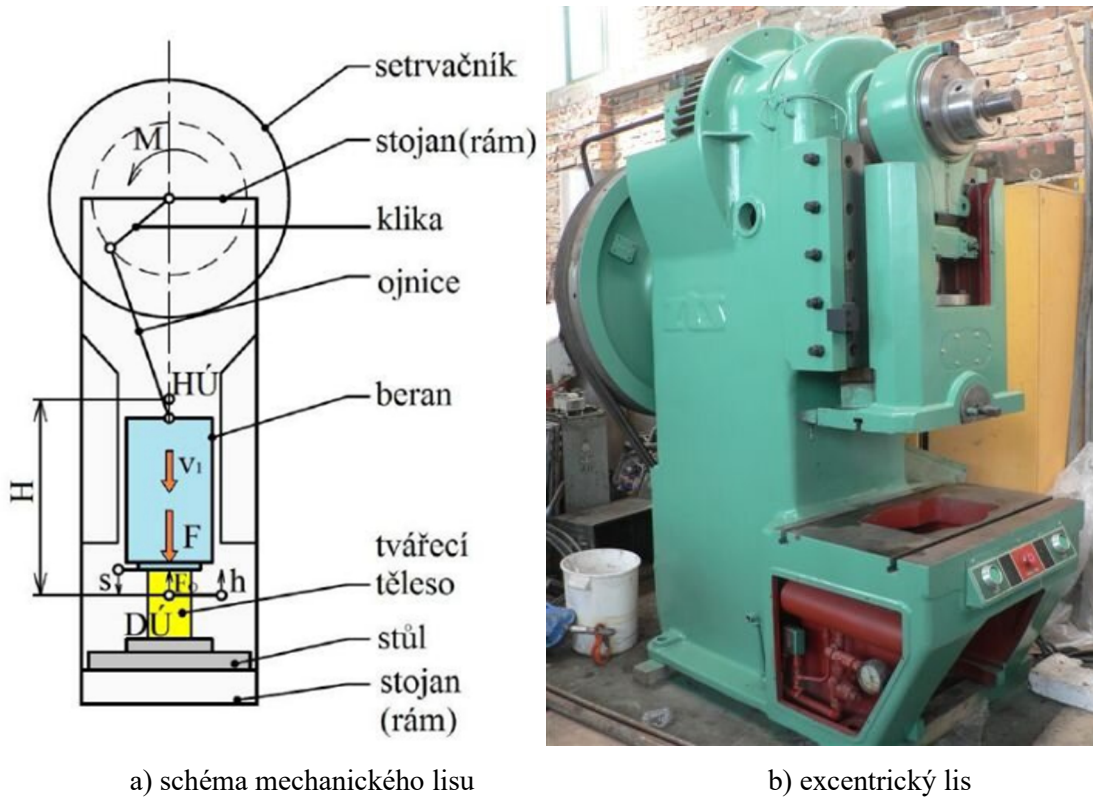 setrvačník
M
stojan(rám)
klika
ojnice
HÚ
beran
v₁
H
F
tvářecí
těleso
s
h
DÚ
stůl
stojan
(rám)
a) schéma mechanického lisu
b) excentrický lis